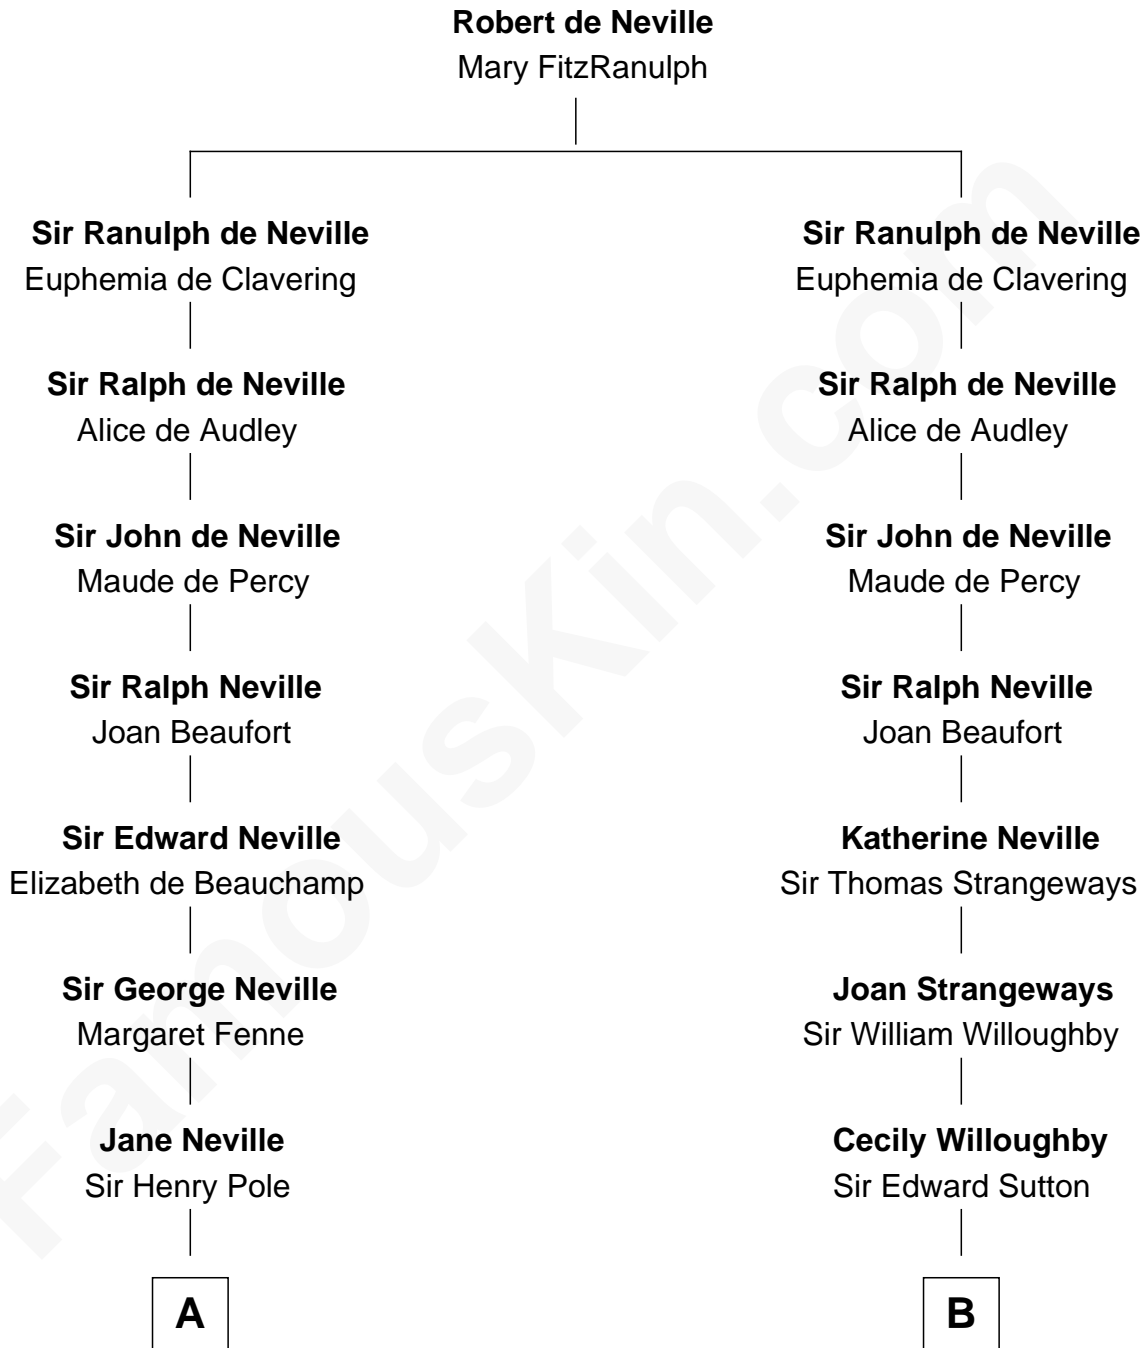 Robert de Neville
Mary FitzRanulph
Sir Ranulph de Neville
Euphemia de Clavering
Sir Ralph de Neville
Alice de Audley
Sir John de Neville
Maude de Percy
Sir Ralph Neville
Joan Beaufort
Sir Edward Neville
Elizabeth de Beauchamp
Sir George Neville
Margaret Fenne
Jane Neville
Sir Henry Pole
A
Sir Ranulph de Neville
Euphemia de Clavering
Sir Ralph de Neville
Alice de Audley
Sir John de Neville
Maude de Percy
Sir Ralph Neville
Joan Beaufort
Katherine Neville
Sir Thomas Strangeways
Joan Strangeways
Sir William Willoughby
Cecily Willoughby
Sir Edward Sutton
B
FamousKin.com